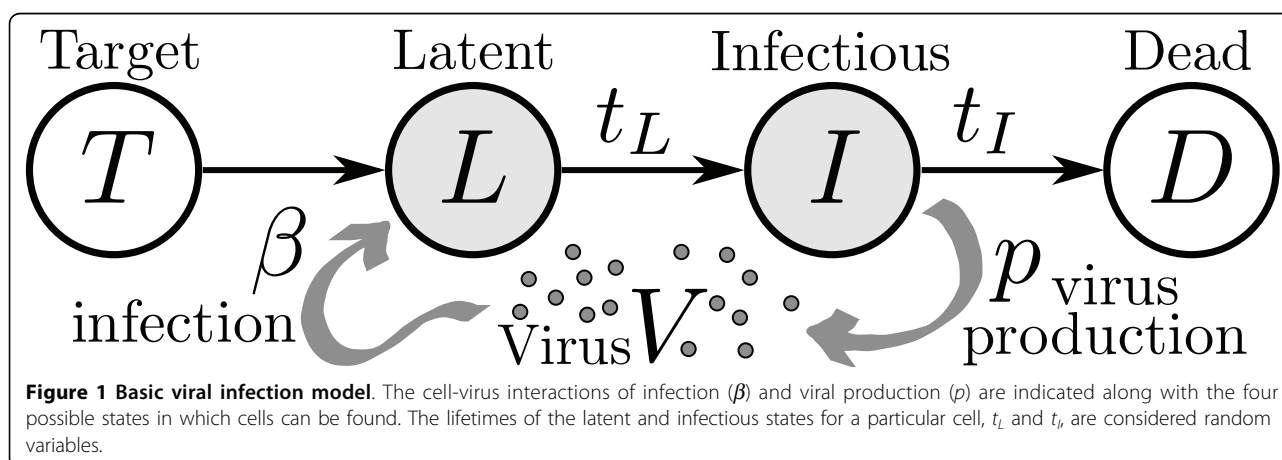 Target Latent Infectious Dead
T L t_L I t_I D
β
infection
Virus V
p virus
production
Figure 1 Basic viral infection model. The cell-virus interactions of infection (β) and viral production (p) are indicated along with the four
possible states in which cells can be found. The lifetimes of the latent and infectious states for a particular cell, t_L and t_I, are considered random
variables.